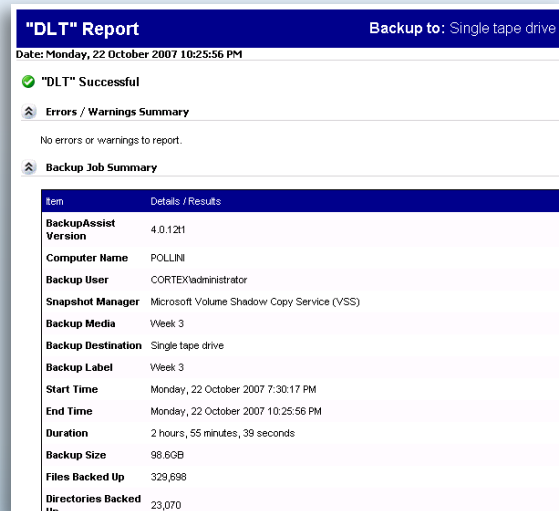 "DLT" Report Backup to: Single tape drive
Date: Monday, 22 October 2007 10:25:56 PM
"DLT" Successful
Errors / Warnings Summary
No errors or warnings to report.
Backup Job Summary
Item Details / Results
BackupAssist
Version 4.0.12t1
Computer Name POLLINI
Backup User CORTEX\administrator
Snapshot Manager Microsoft Volume Shadow Copy Service (VSS)
Backup Media Week 3
Backup Destination Single tape drive
Backup Label Week 3
Start Time Monday, 22 October 2007 7:30:17 PM
End Time Monday, 22 October 2007 10:25:56 PM
Duration 2 hours, 55 minutes, 39 seconds
Backup Size 98.6GB
Files Backed Up 329,698
Directories Backed
Up 23,070